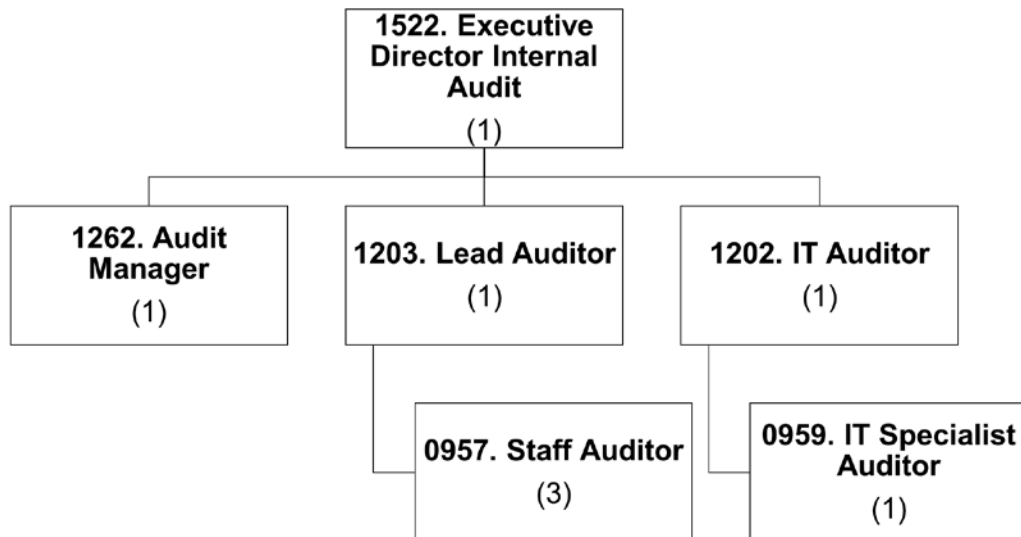 1522. Executive
Director Internal
Audit
(1)
1262. Audit
Manager
(1)
1203. Lead Auditor
(1)
1202. IT Auditor
(1)
0957. Staff Auditor
(3)
0959. IT Specialist
Auditor
(1)